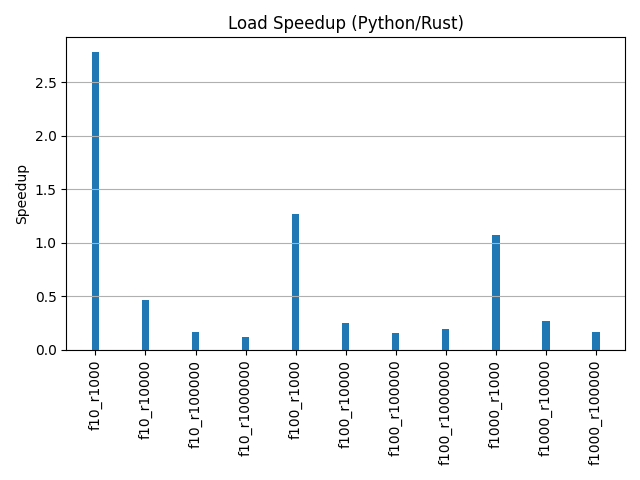 Load Speedup (Python/Rust)
Speedup
2.5
2.0
1.5
1.0
0.5
0.0
f10_r1000
f10_r10000
f10_r100000
f10_r1000000
f100_r1000
f100_r10000
f100_r100000
f100_r1000000
f1000_r1000
f1000_r10000
f1000_r100000